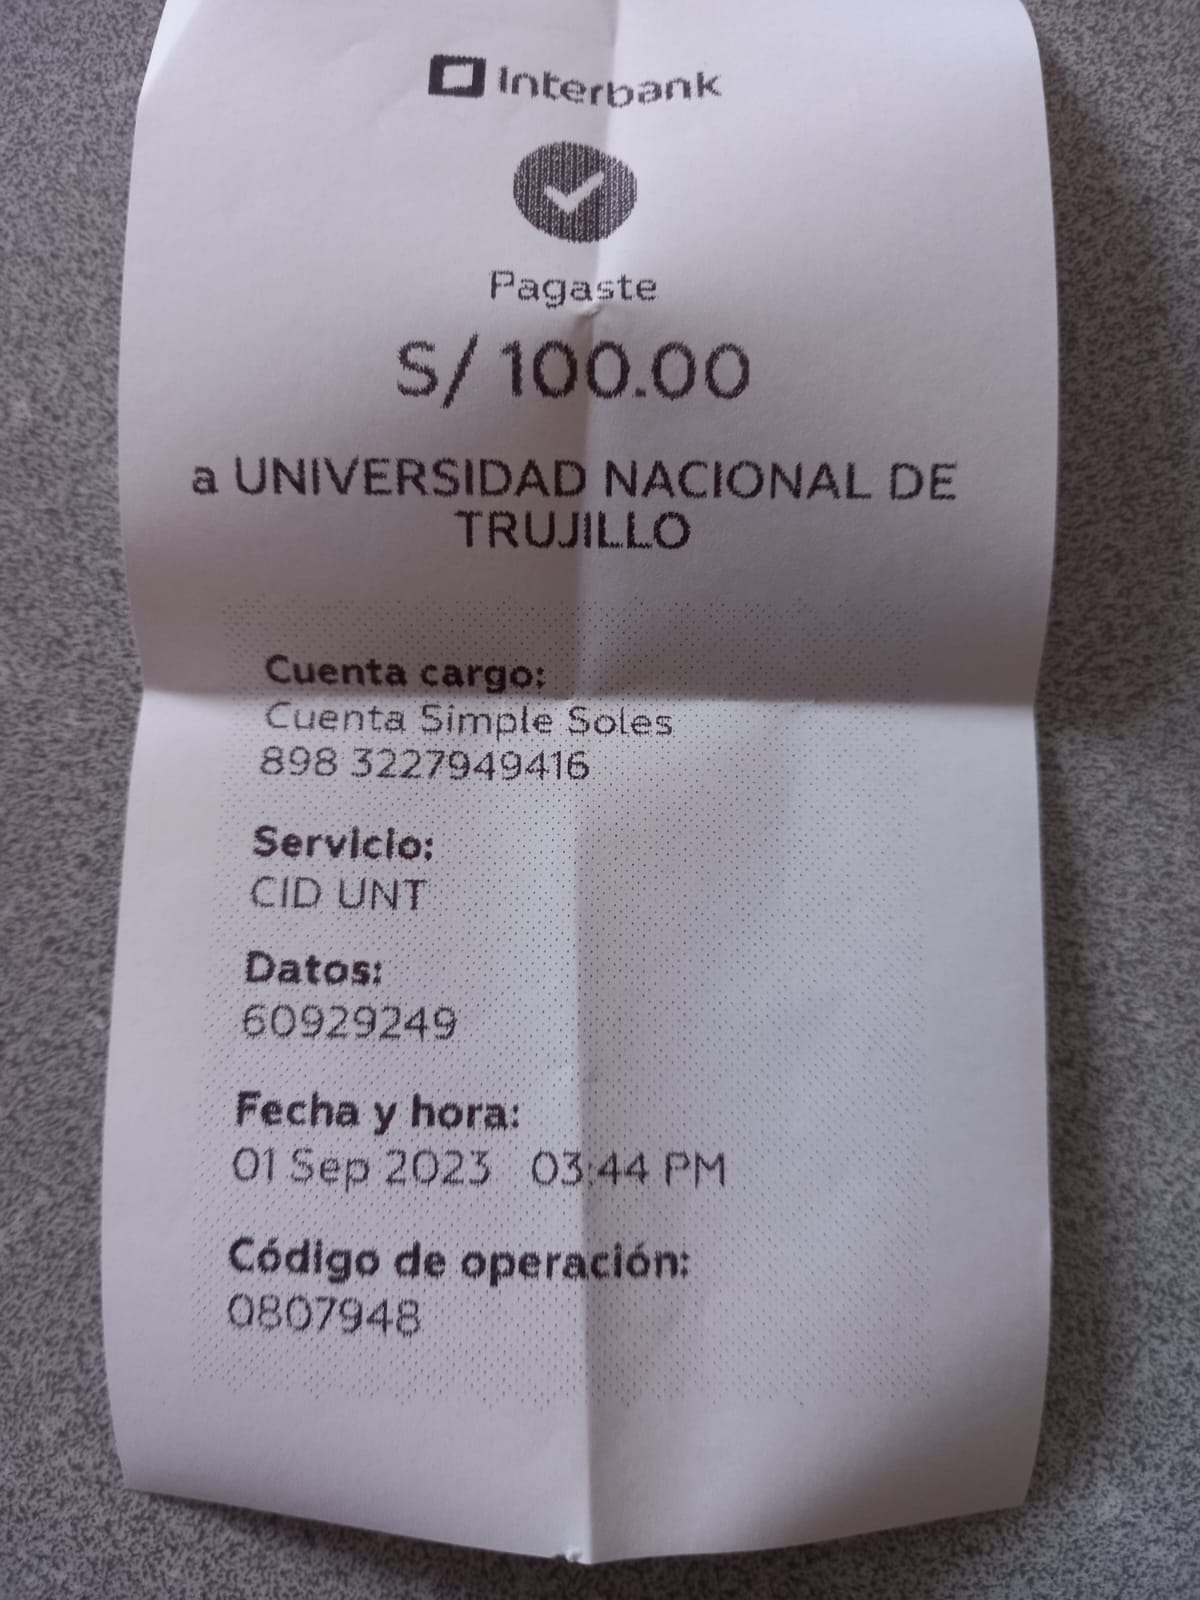 Interbank
Pagaste
S/ 100.00
a UNIVERSIDAD NACIONAL DE
TRUJILLO
Cuenta cargo:
Cuenta Simple Soles
898 3227949416
Servicio:
CID UNT
Datos:
60929249
Fecha y hora:
01 Sep 2023 03:44 PM
Código de operación:
0807948